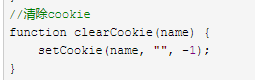 //清除cookie
function clearCookie(name) {
    setCookie(name, "", -1);
}